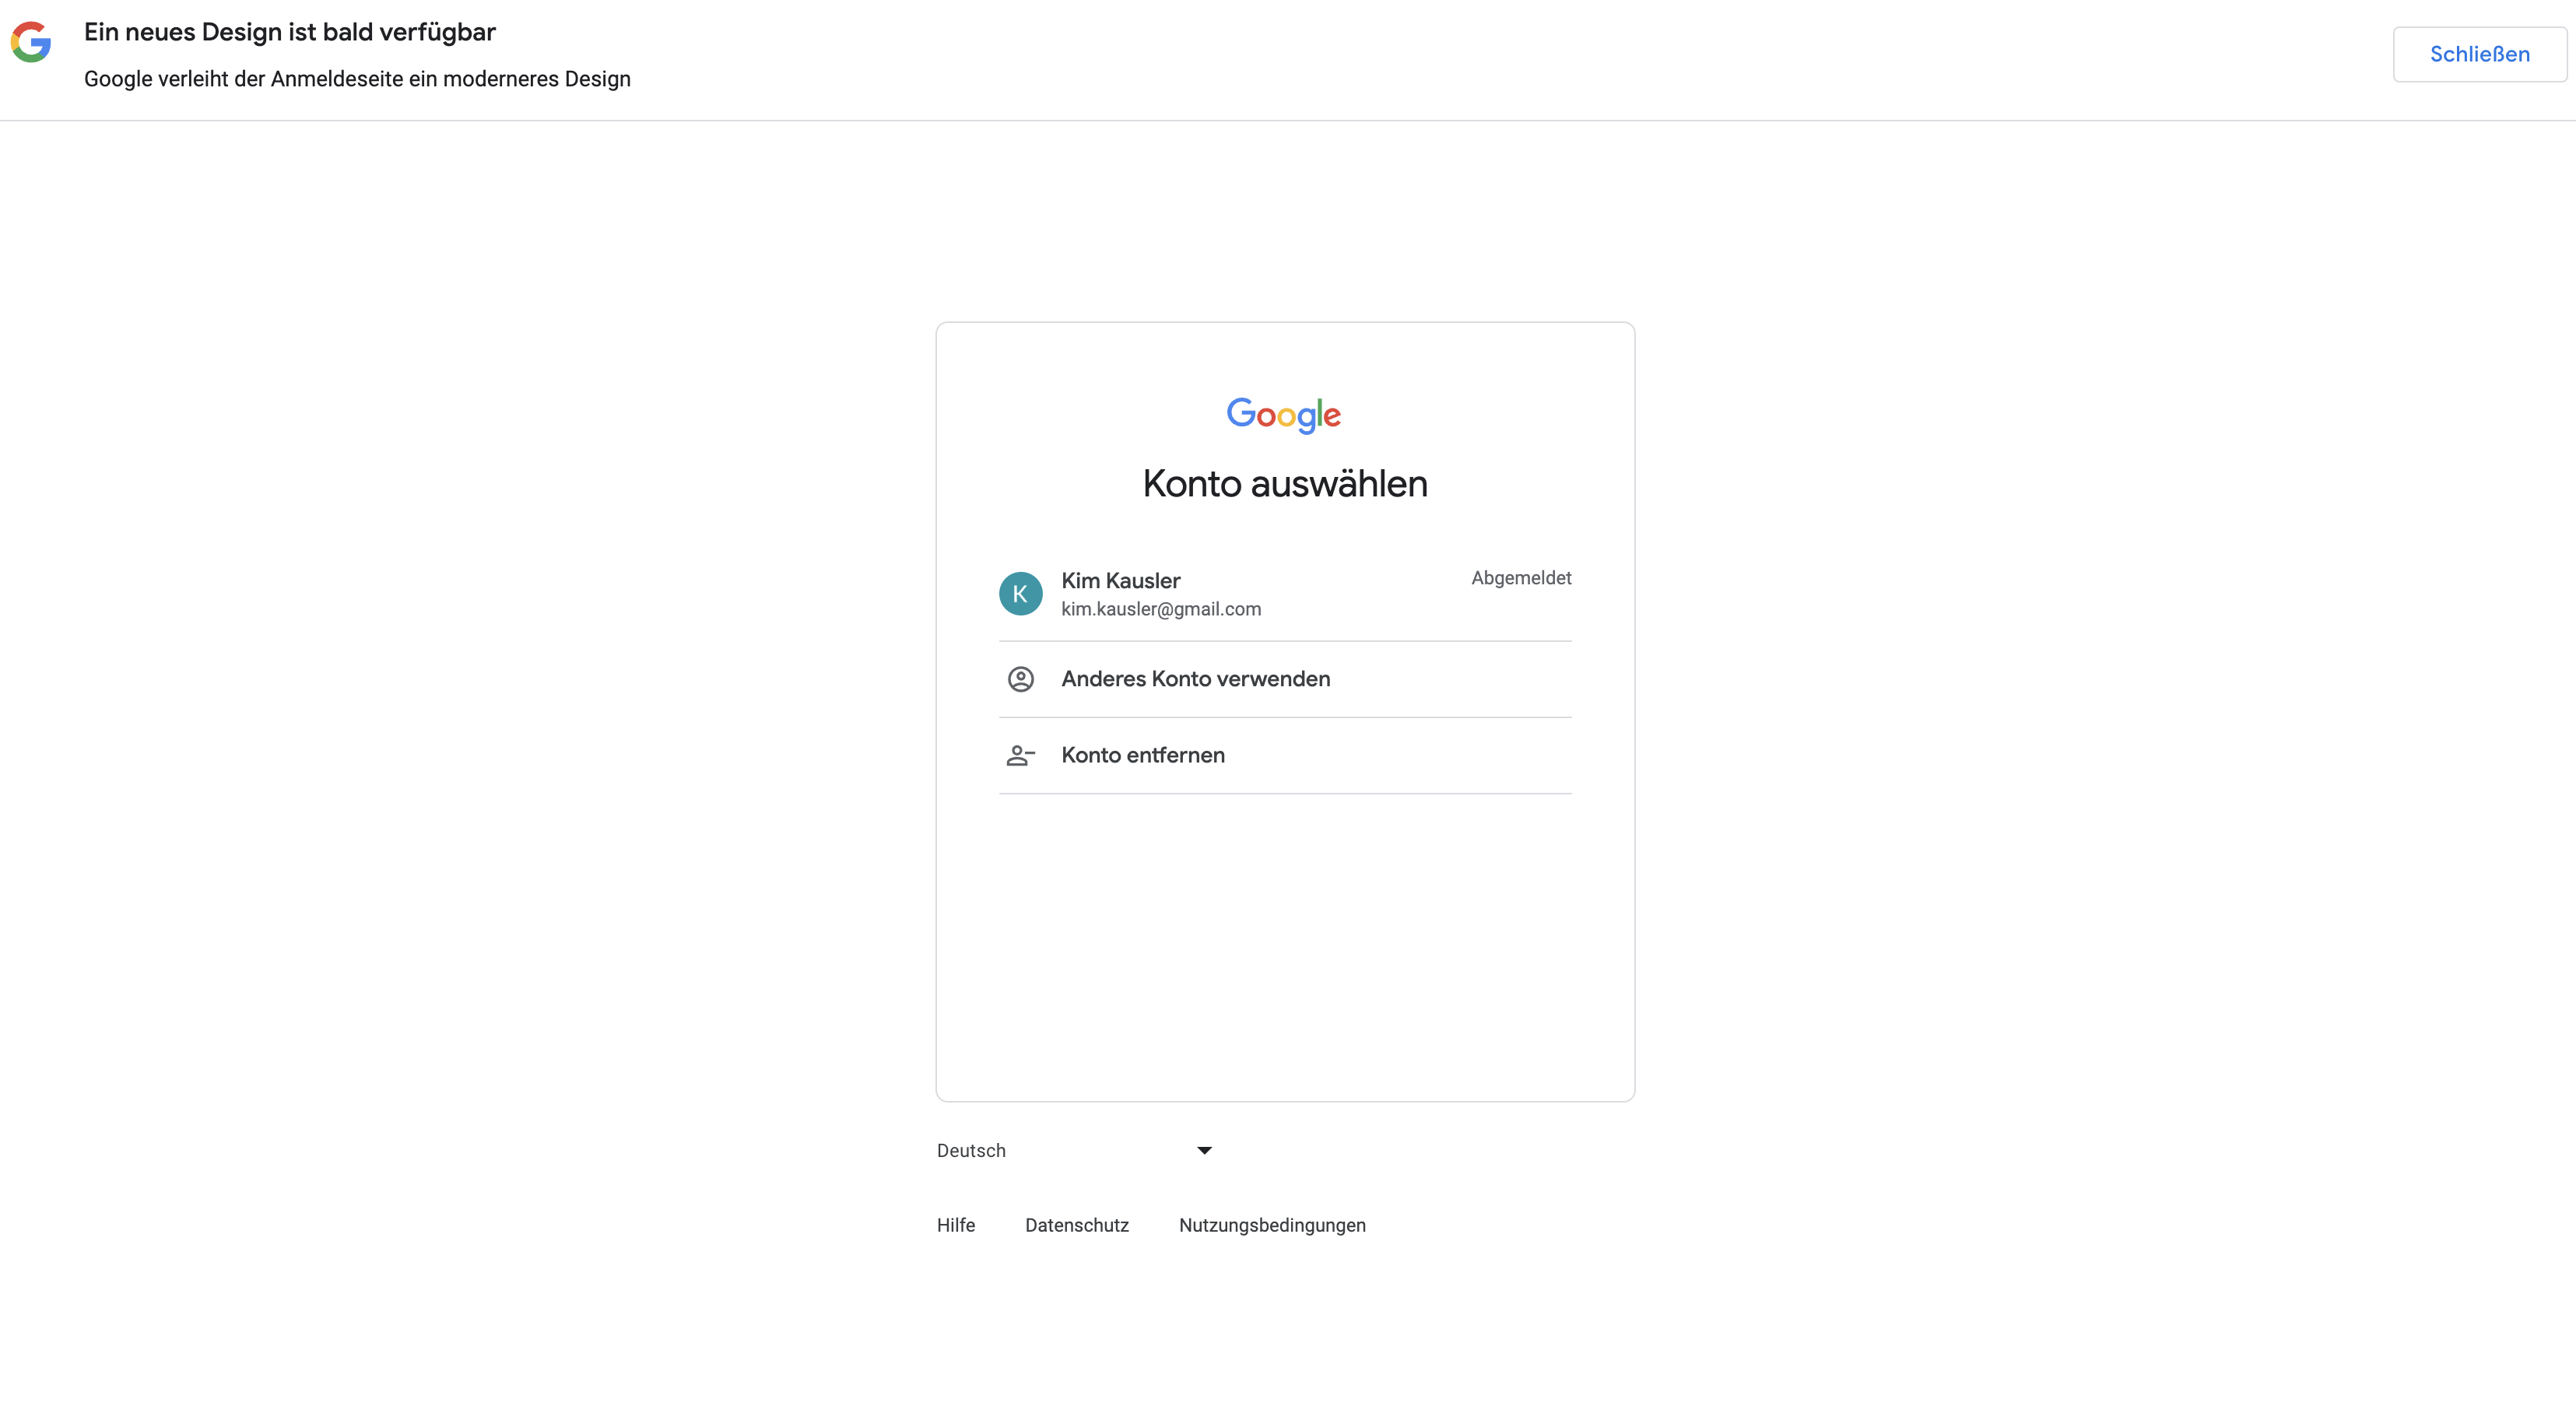 Ein neues Design ist bald verfügbar
Google verleiht der Anmeldeseite ein moderneres Design
Schließen
Google
Konto auswählen
K
Kim Kausler
Abgemeldet
kim.kausler@gmail.com
Anderes Konto verwenden
Konto entfernen
Deutsch
Hilfe Datenschutz Nutzungsbedingungen